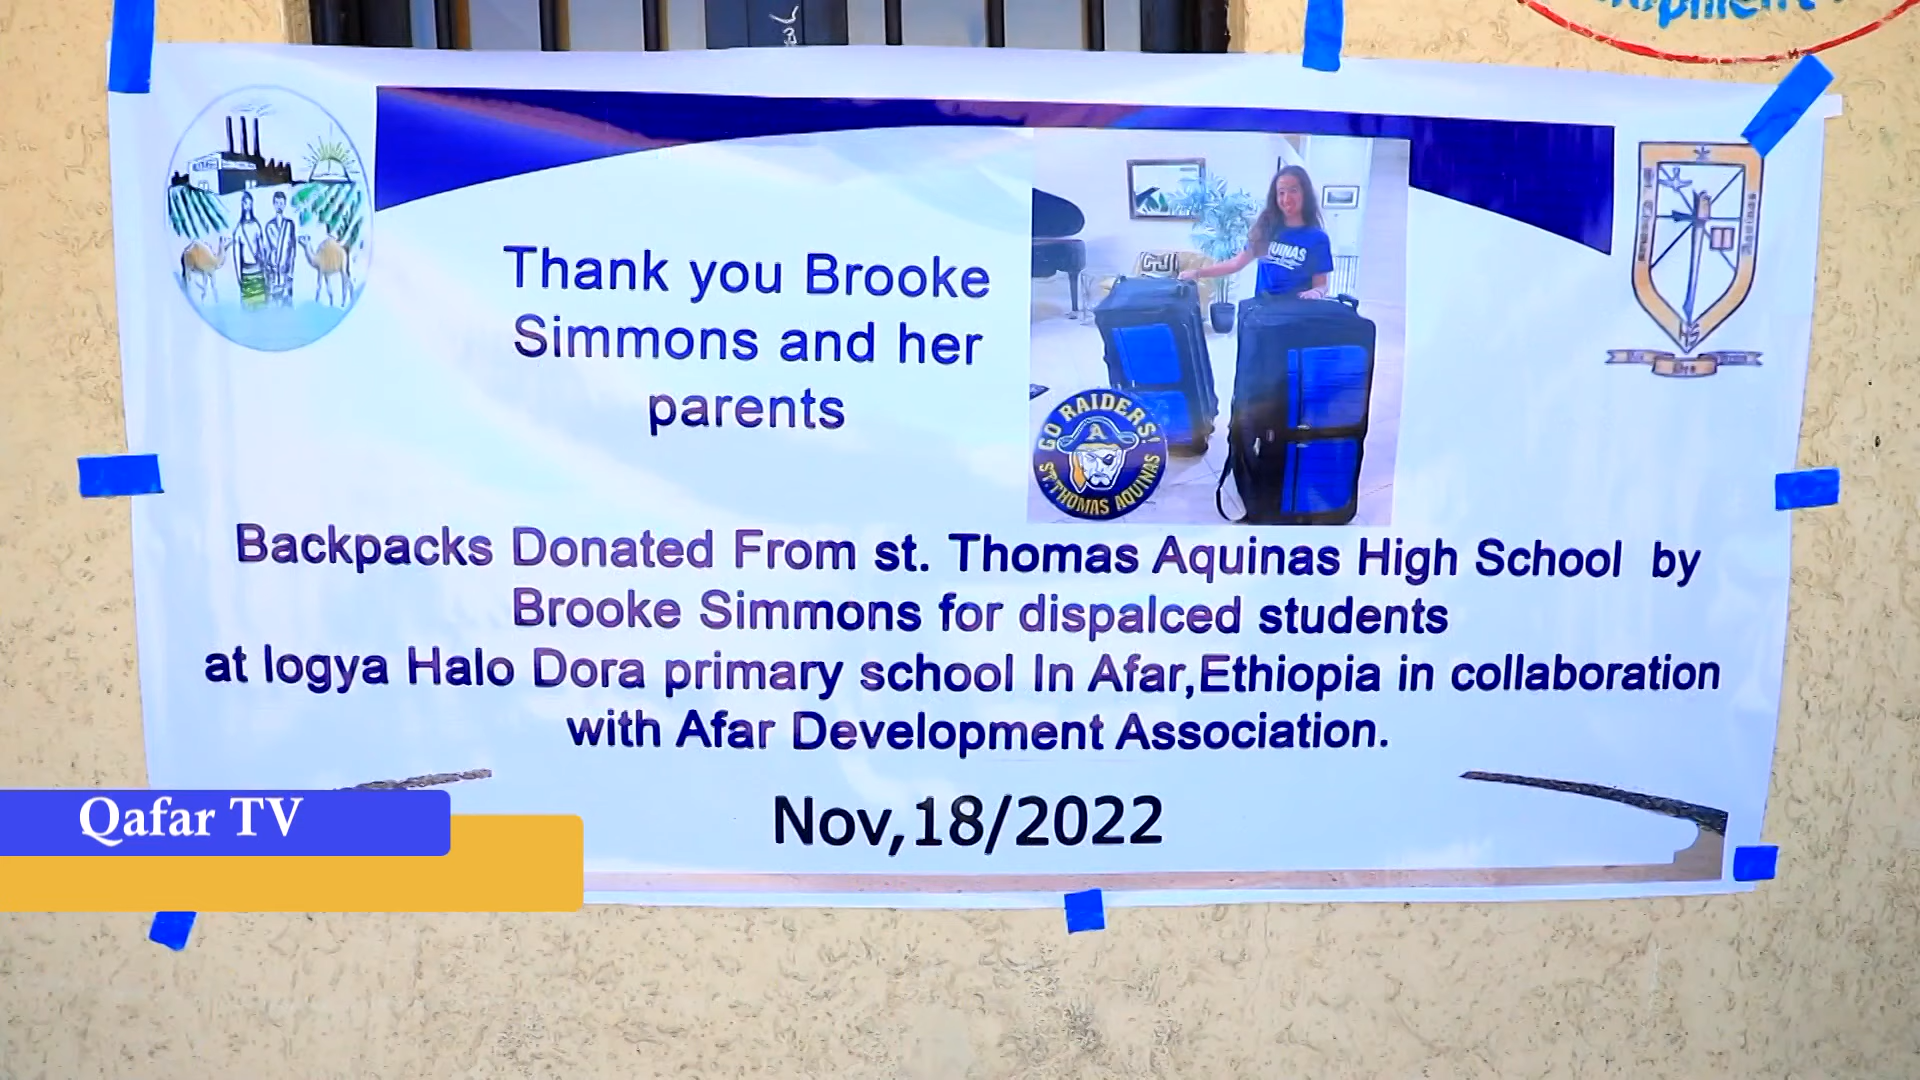 Thank you Brooke
Simmons and her
parents
AQUINAS
GO RAIDERS!
A
ST. THOMAS AQUINAS
Backpacks Donated From st. Thomas Aquinas High School by
Brooke Simmons for dispalced students
at logya Halo Dora primary school In Afar,Ethiopia in collaboration
with Afar Development Association.
Nov,18/2022
Qafar TV